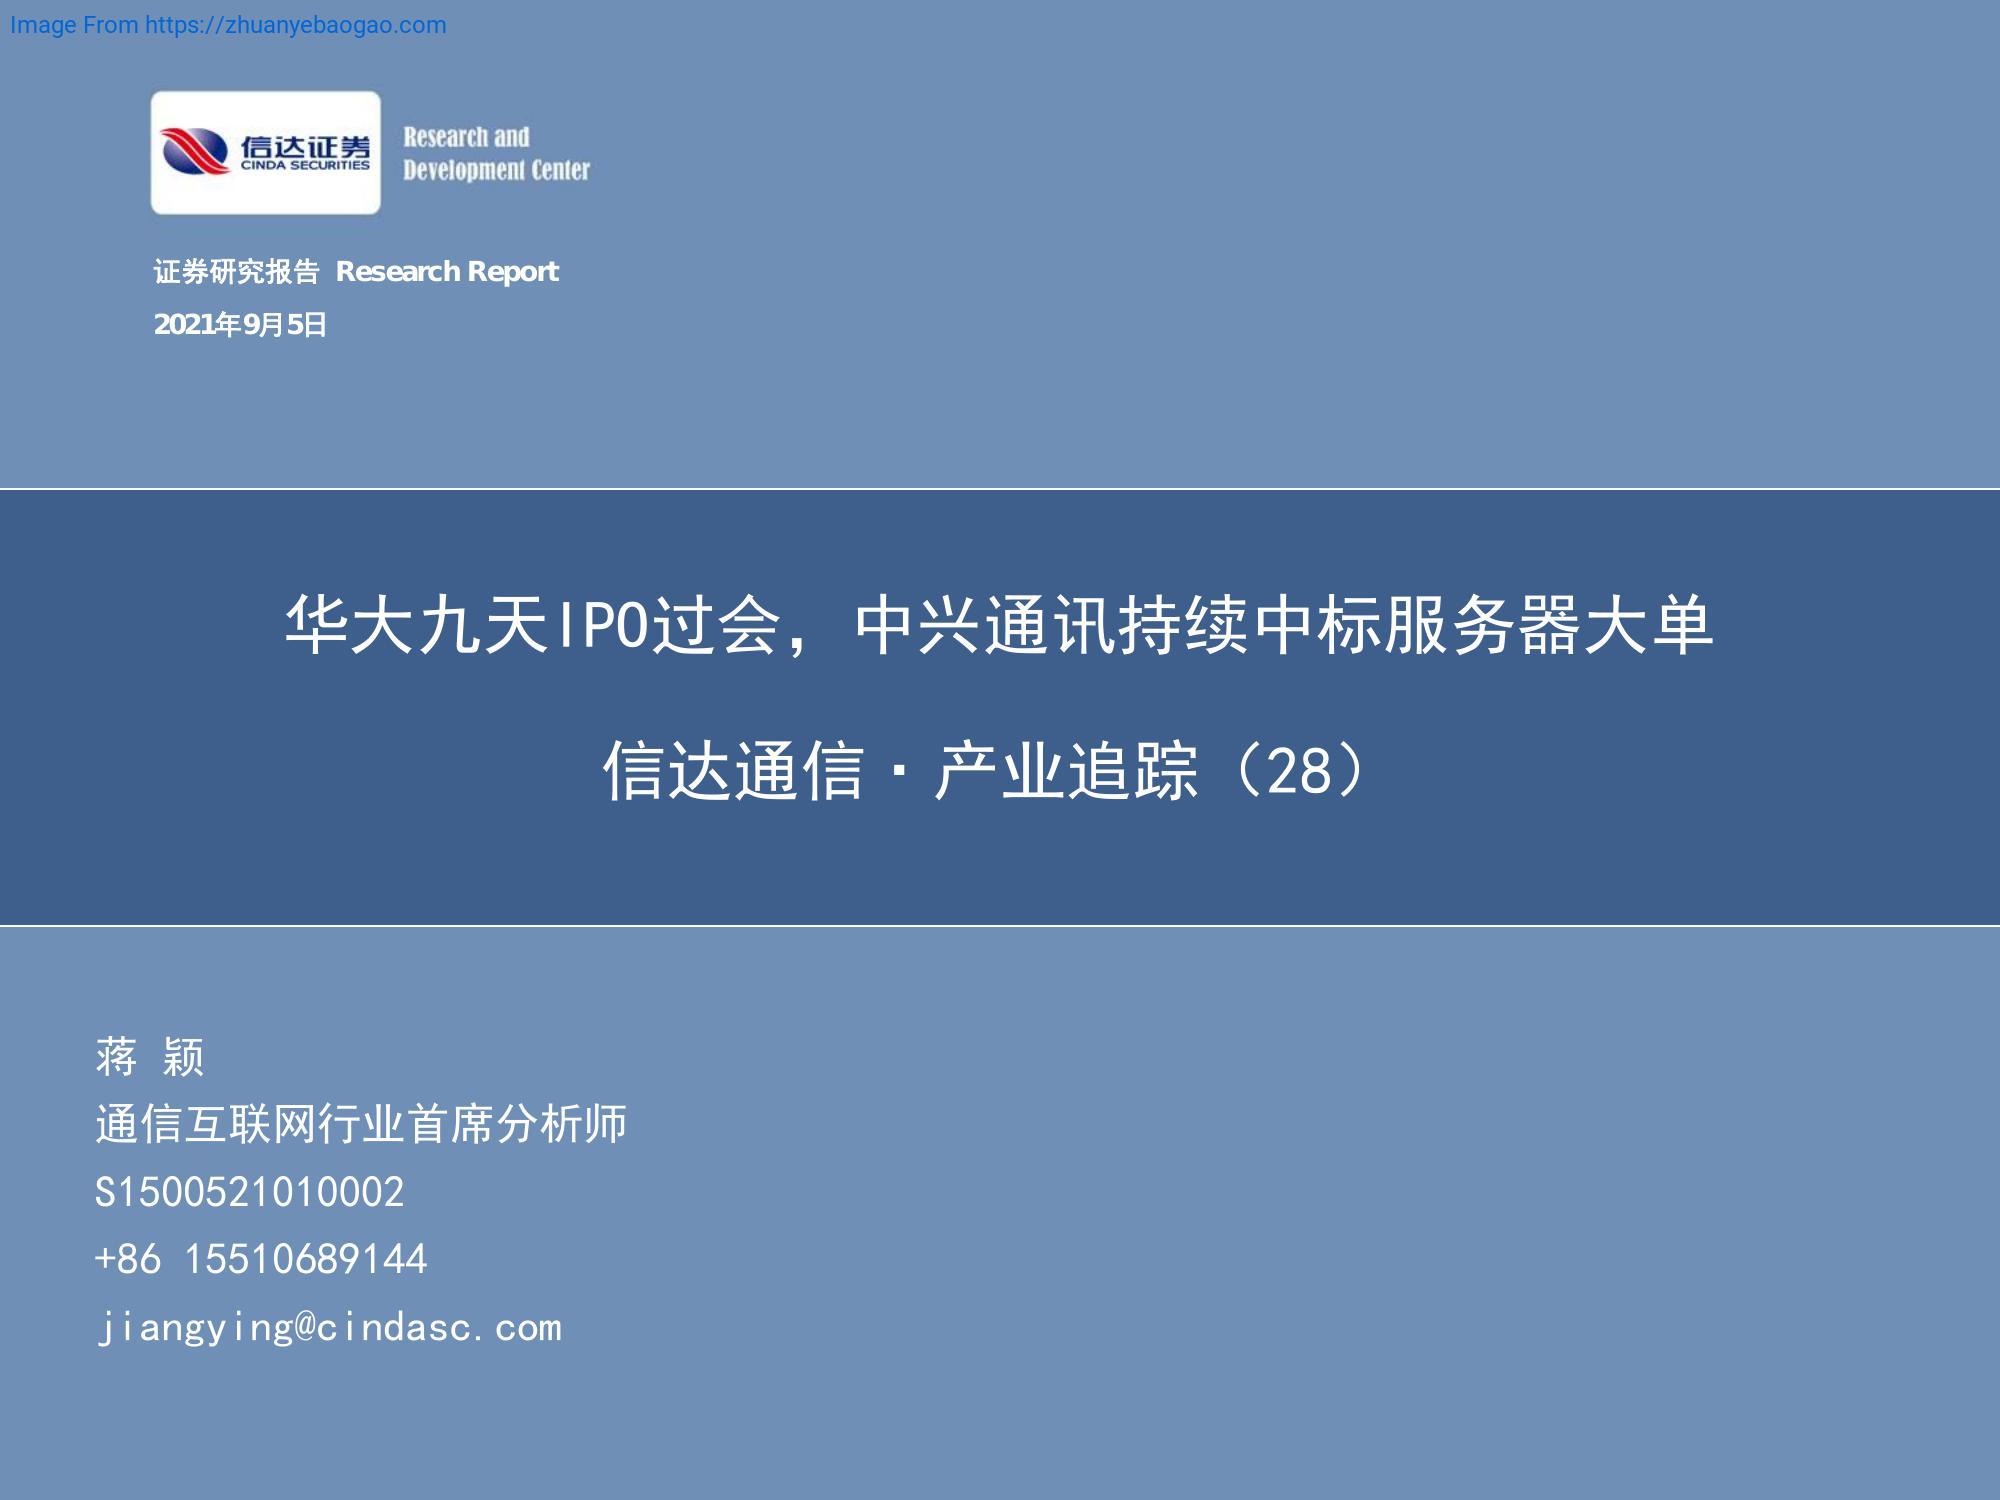 Image From https://zhuanyebaogao.com
信达证券
CINDA SECURITIES
Research and
Development Center
证券研究报告 Research Report
2021年9月5日
华大九天IPO过会，中兴通讯持续中标服务器大单
信达通信·产业追踪（28）
蒋 颖
通信互联网行业首席分析师
S1500521010002
+86 15510689144
jiangying@cindasc.com